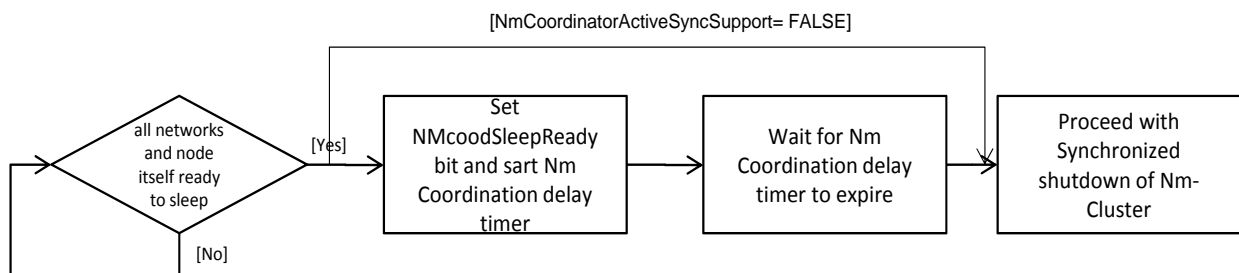 [NmCoordinatorActiveSyncSupport= FALSE]
all networks
and node
itself ready
to sleep
[Yes]
[No]
Set
NMcoodSleepReady
bit and sart Nm
Coordination delay
timer
Wait for Nm
Coordination delay
timer to expire
Proceed with
Synchronized
shutdown of Nm-
Cluster